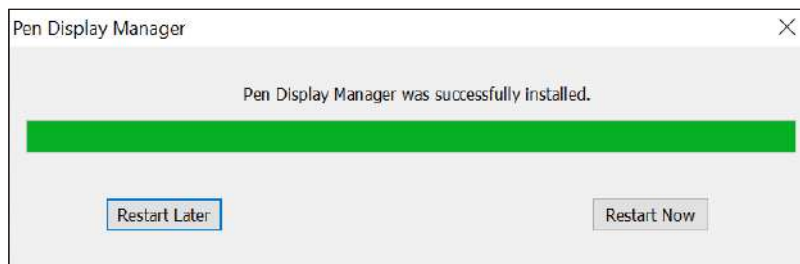 Pen Display Manager
Pen Display Manager was successfully installed.
Restart Later
Restart Now